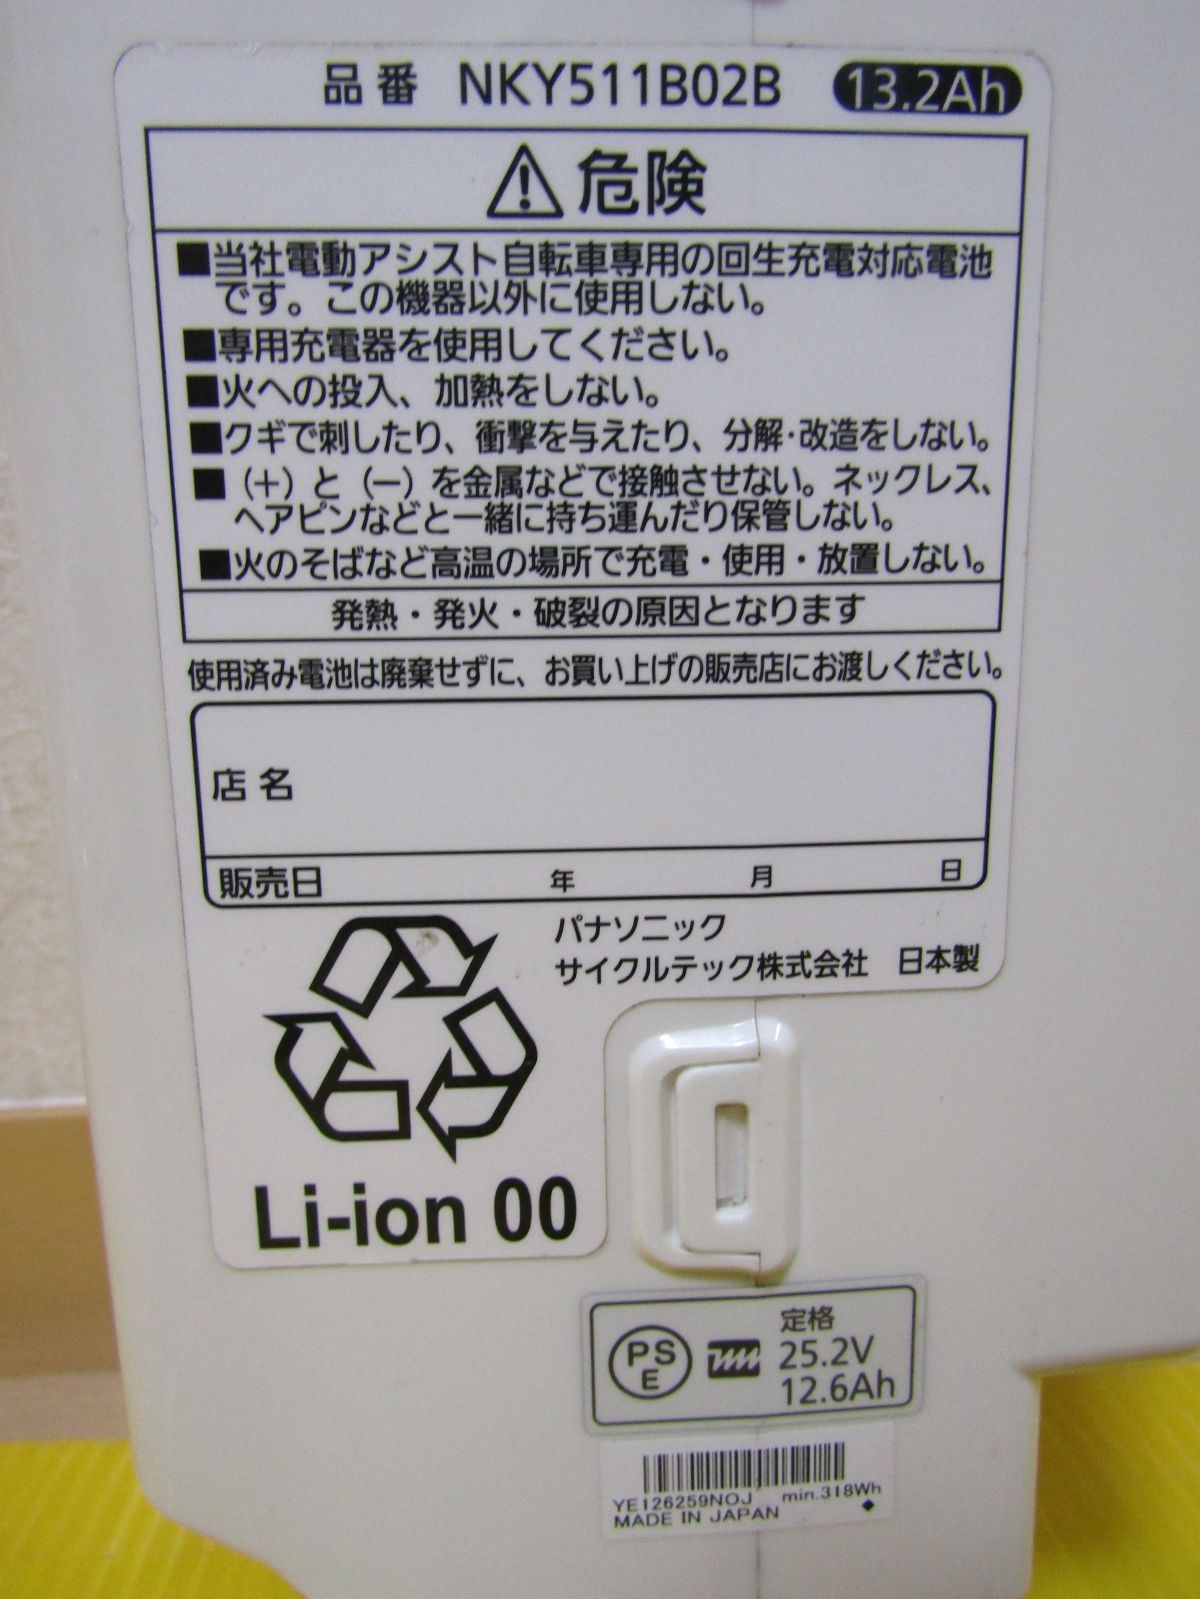 品番 NKY511B02B 13.2Ah
危険
■当社電動アシスト自転車専用の回生充電対応電池
です。この機器以外に使用しない。
■専用充電器を使用してください。
■火への投入、加熱をしない。
■クギで刺したり、衝撃を与えたり、分解・改造をしない。
■（＋）と（－）を金属などで接触させない。ネックレス、
ヘアピンなどと一緒に持ち運んだり保管しない。
■火のそばなど高温の場所で充電・使用・放置しない。
発熱・発火・破裂の原因となります
使用済み電池は廃棄せずに、お買い上げの販売店にお渡しください。
店名
販売日 年 月 日
パナソニック
サイクルテック株式会社 日本製
Li-ion 00
PSE
定格
25.2V
12.6Ah
YE126259NOJ min.318Wh
MADE IN JAPAN ◆